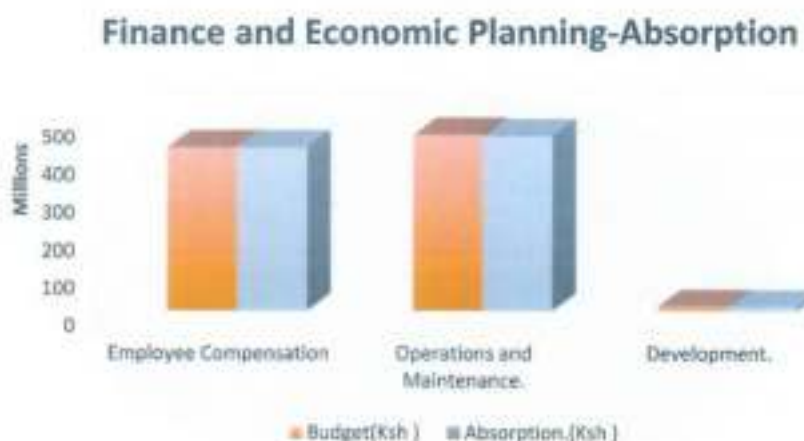 Finance and Economic Planning-Absorption
Millions
500
400
300
200
100
0
Employee Compensation
Operations and
Maintenance.
Development.
Budget(Ksh )
Absorption.(Ksh )